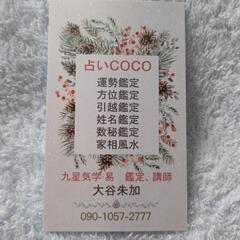 占いCOCO
運勢鑑定
方位鑑定
引越鑑定
姓名鑑定
数秘鑑定
家相風水
九星気学 易 鑑定、講師
大谷朱加
090-1057-2777